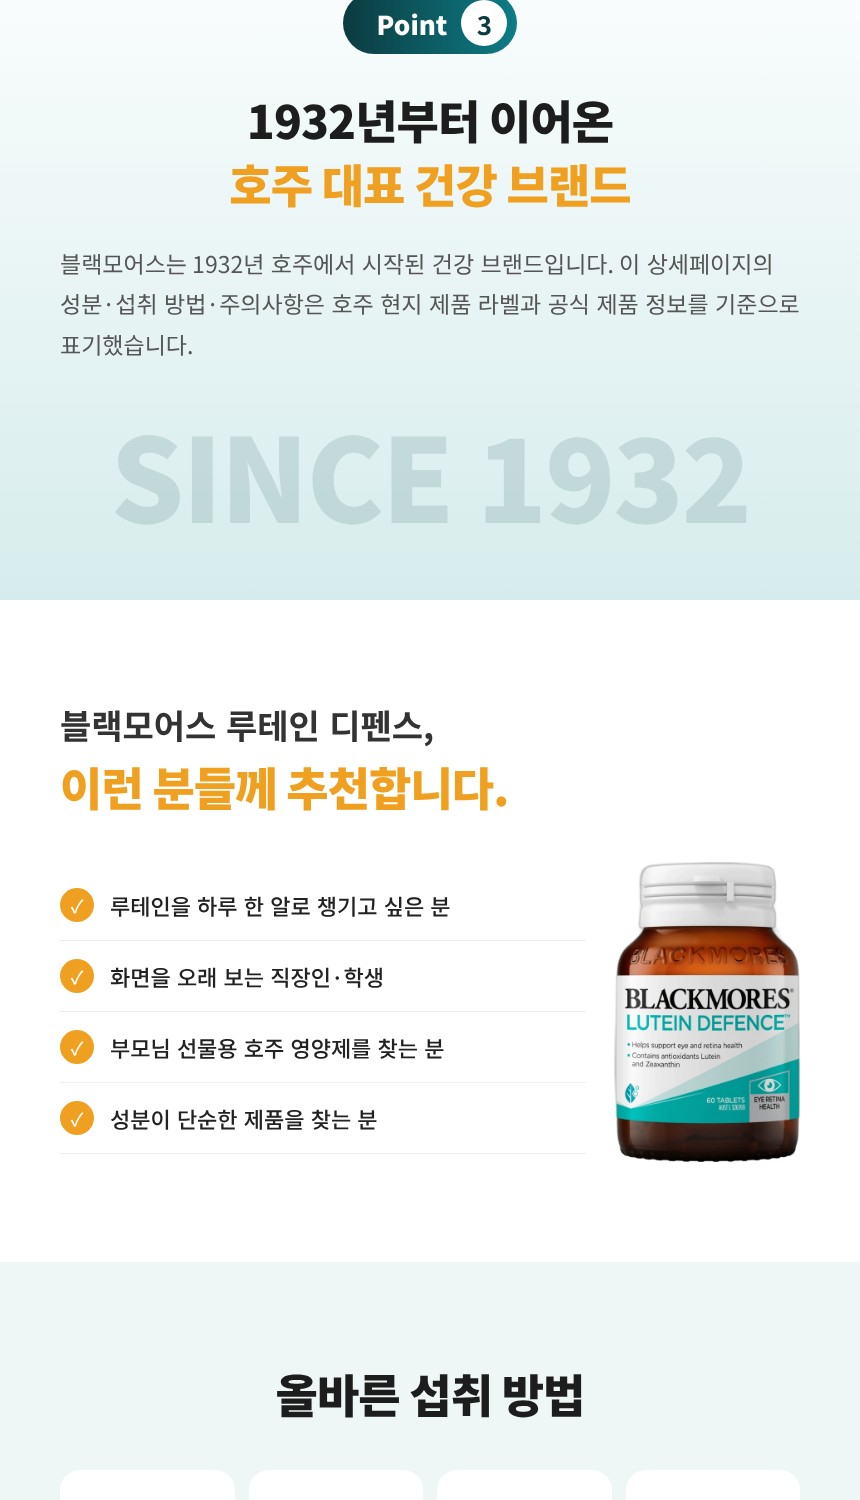 Point 3
1932년부터 이어온
호주 대표 건강 브랜드
블랙모어스는 1932년 호주에서 시작된 건강 브랜드입니다. 이 상세페이지의
성분·섭취 방법·주의사항은 호주 현지 제품 라벨과 공식 제품 정보를 기준으로
표기했습니다.
SINCE 1932
블랙모어스 루테인 디펜스,
이런 분들께 추천합니다.
루테인을 하루 한 알로 챙기고 싶은 분
화면을 오래 보는 직장인·학생
부모님 선물용 호주 영양제를 찾는 분
성분이 단순한 제품을 찾는 분
BLACKMORES
BLACKMORES®
LUTEIN DEFENCE™
• Helps support eye and retina health
• Contains antioxidants Lutein
and Zeaxanthin
60 TABLETS
EYE RETINA
HEALTH
올바른 섭취 방법